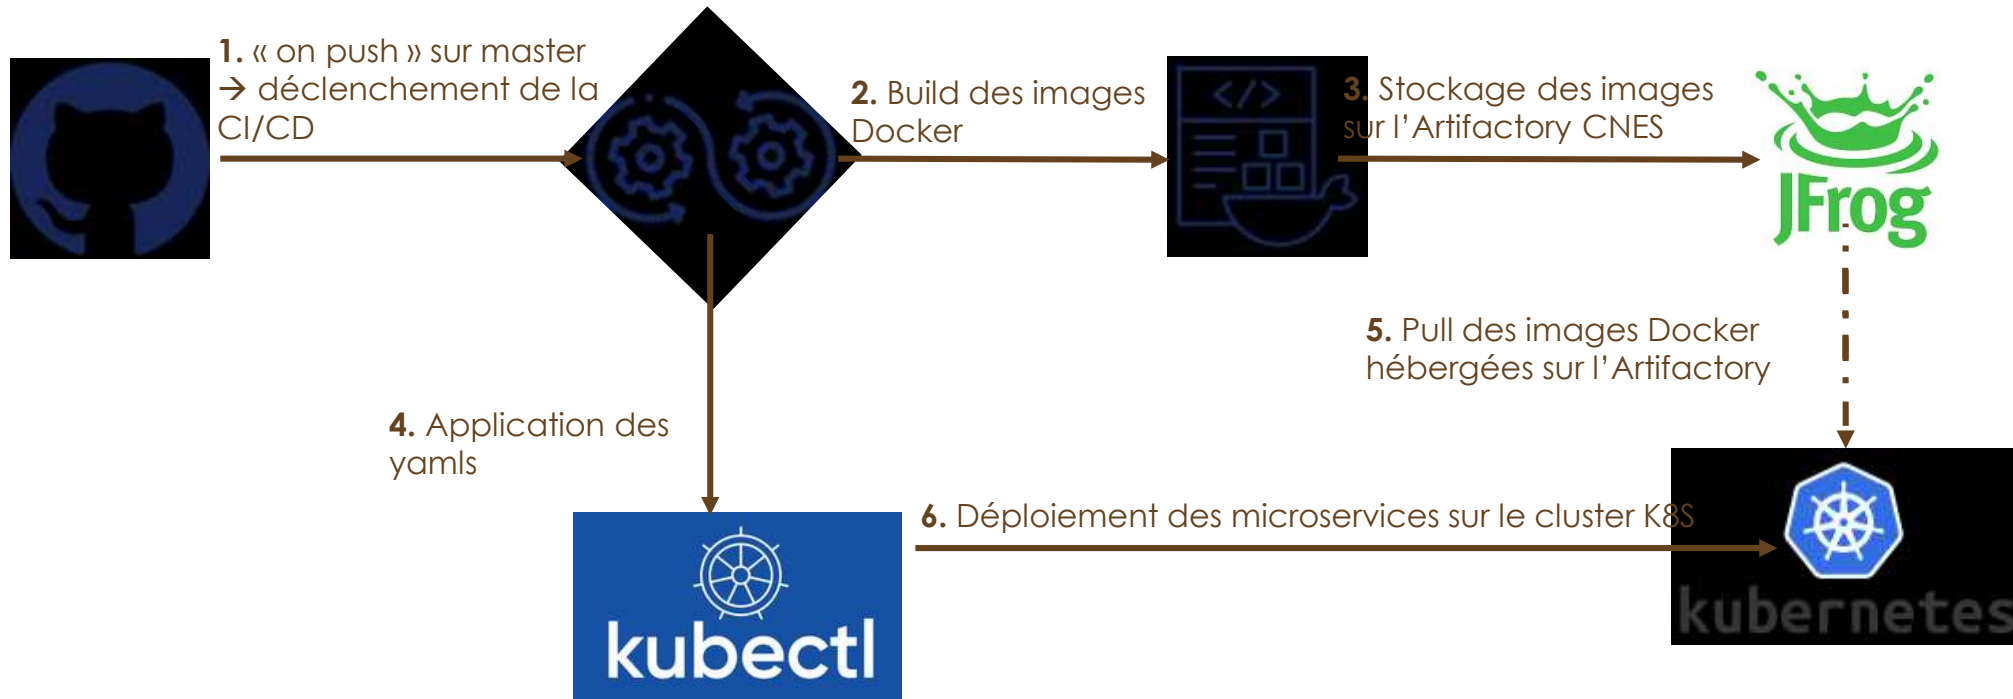 1. « on push » sur master
→ déclenchement de la
CI/CD
2. Build des images
Docker
</>
3. Stockage des images
sur l’Artifactory CNES
JFrog
5. Pull des images Docker
hébergées sur l’Artifactory
4. Application des
yamls
6. Déploiement des microservices sur le cluster K8S
kubectl
kubernetes